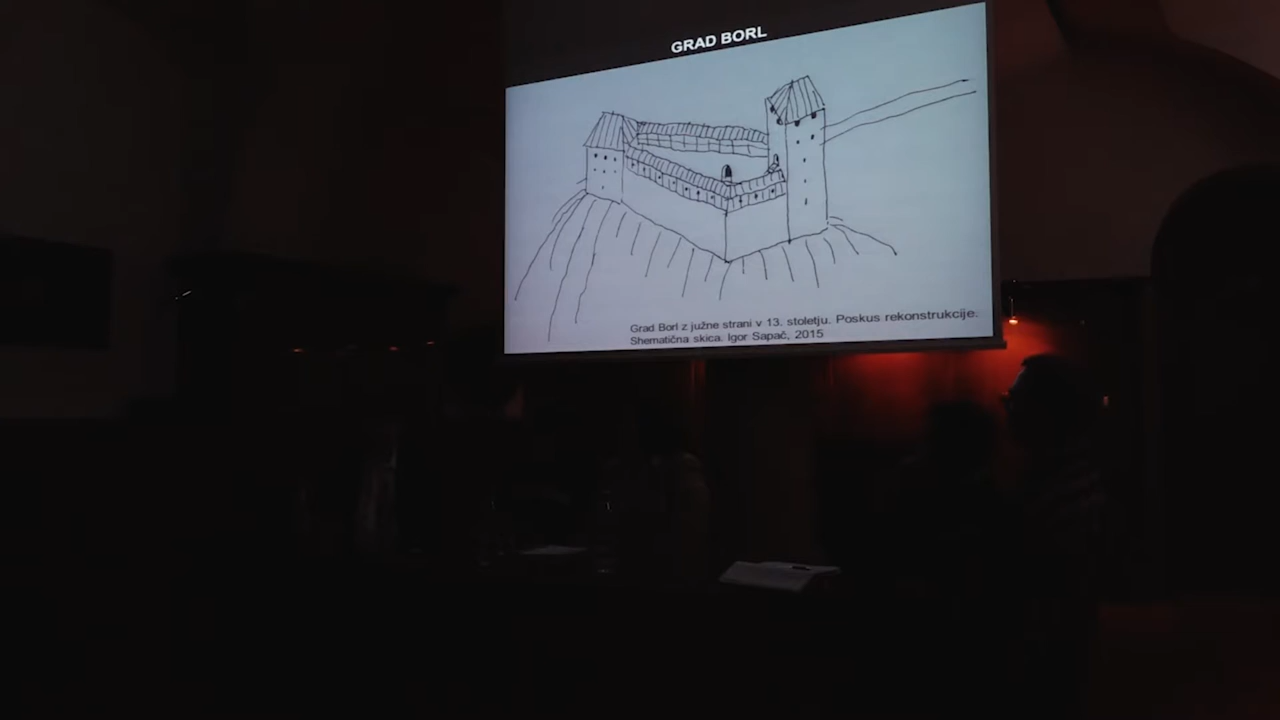 GRAD BORL
Grad Borl z južne strani v 13. stoletju. Poskus rekonstrukcije.
Shematična skica. Igor Sapač, 2015